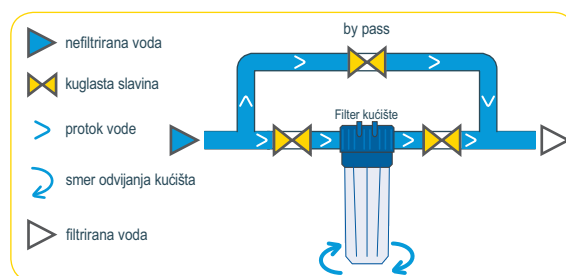 nefiltrirana voda
kuglasta slavina
protok vode
smer odvijanja kućišta
filtrirana voda
by pass
Filter kućište